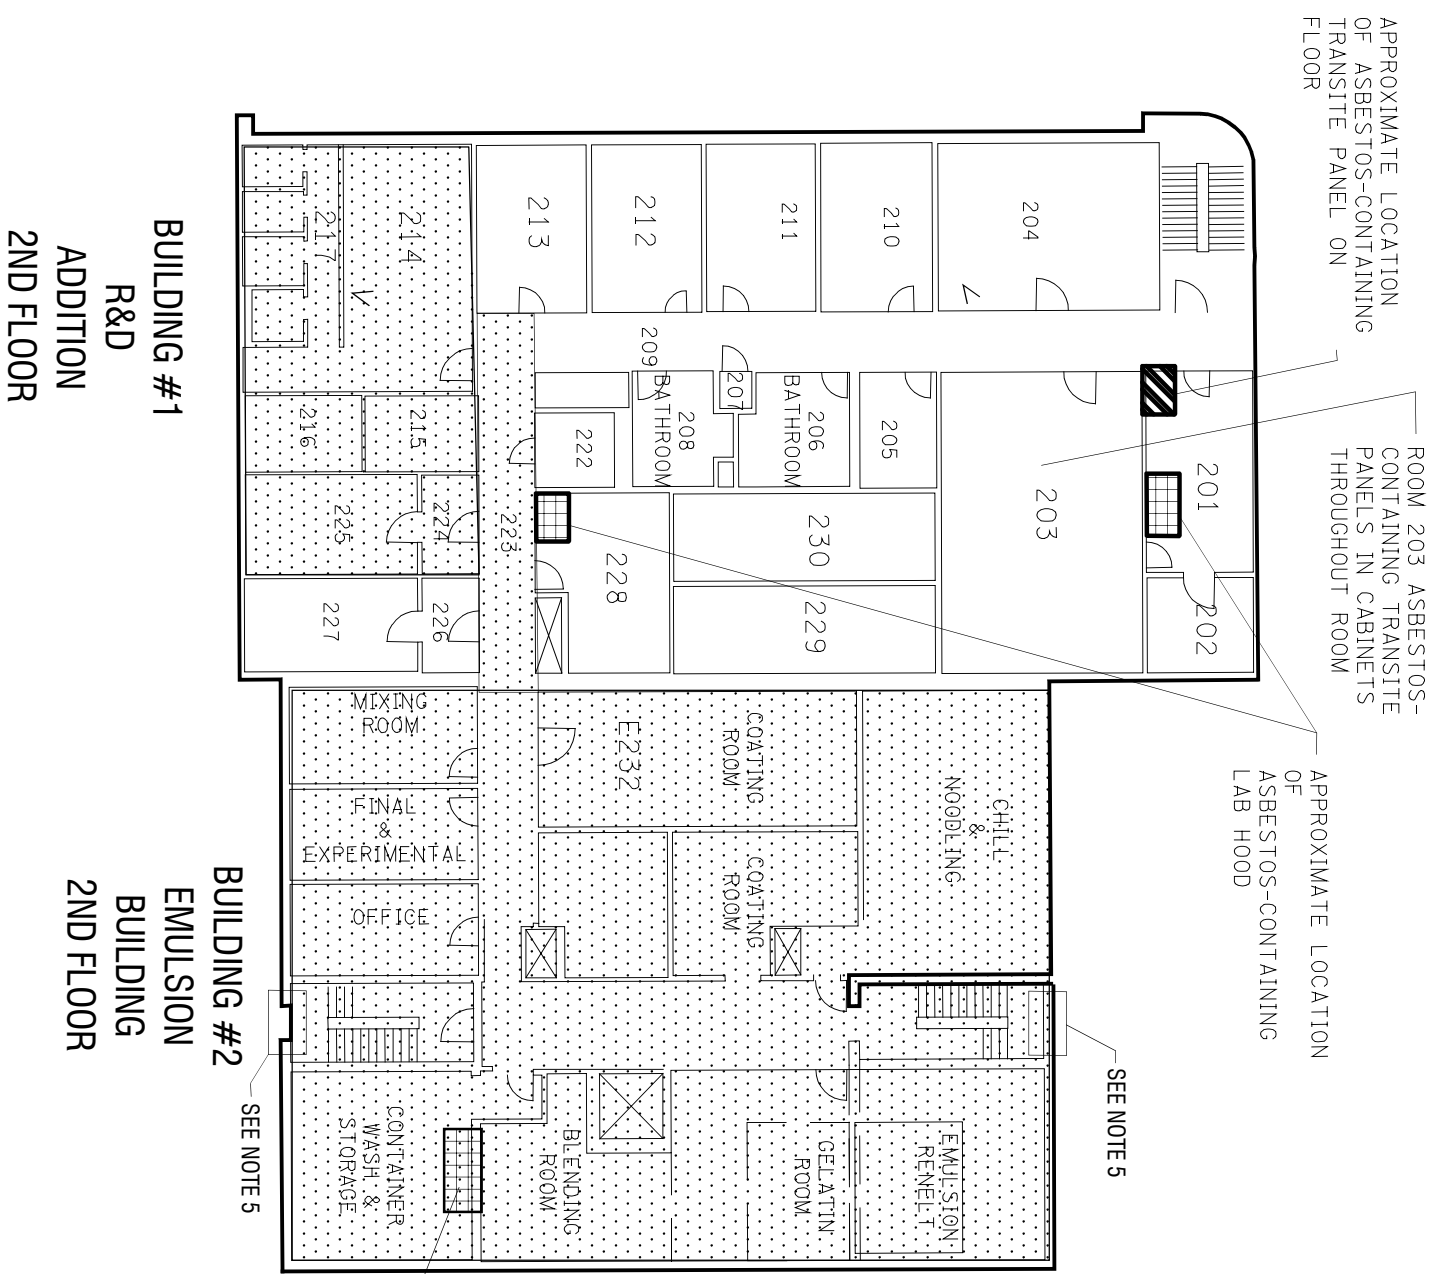 APPROXIMATE LOCATION
OF ASBESTOS-CONTAINING
TRANSITE PANEL ON
FLOOR
ROOM 203 ASBESTOS-
CONTAINING TRANSITE
PANELS IN CABINETS
THROUGHOUT ROOM
APPROXIMATE LOCATION
OF
ASBESTOS-CONTAINING
LAB HOOD
SEE NOTE 5
204
210
211
212
213
214
217
201
202
203
205
206
BATHROOM
207
208
BATHROOM
209
222
223
215
216
224
225
226
227
228
229
230
CHILL
&
NOODLING
COATING
ROOM
E232
COATING
ROOM
MIXING
ROOM
FINAL
&
EXPERIMENTAL
OFFICE
EMULSION
RENELT
GELATIN
ROOM
BLENDING
ROOM
CONTAINER
WASH &
STORAGE
SEE NOTE 5
BUILDING #1
R&D
ADDITION
2ND FLOOR
BUILDING #2
EMULSION
BUILDING
2ND FLOOR